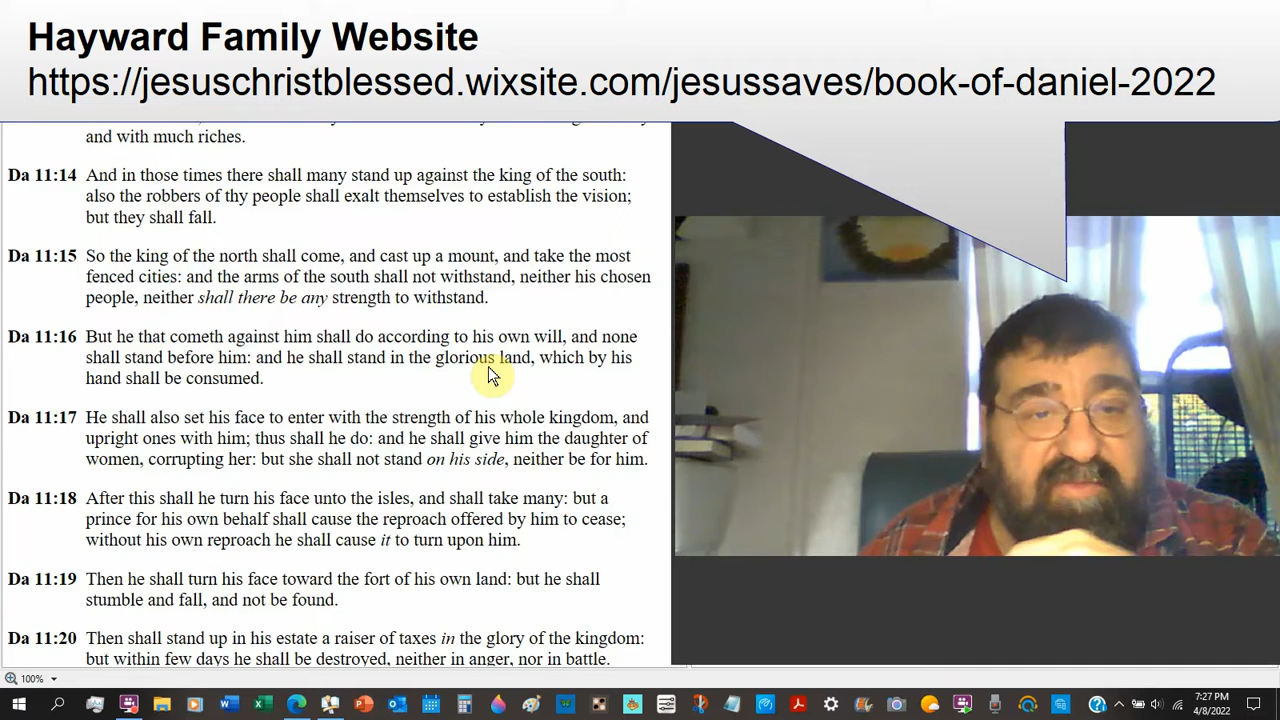 Hayward Family Website
https://jesuschristblessed.wixsite.com/jesussaves/book-of-daniel-2022
and with much riches.
Da 11:14 And in those times there shall many stand up against the king of the south:
also the robbers of thy people shall exalt themselves to establish the vision;
but they shall fall.
Da 11:15 So the king of the north shall come, and cast up a mount, and take the most
fenced cities: and the arms of the south shall not withstand, neither his chosen
people, neither shall there be any strength to withstand.
Da 11:16 But he that cometh against him shall do according to his own will, and none
shall stand before him: and he shall stand in the glorious land, which by his
hand shall be consumed.
Da 11:17 He shall also set his face to enter with the strength of his whole kingdom, and
upright ones with him; thus shall he do: and he shall give him the daughter of
women, corrupting her: but she shall not stand on his side, neither be for him.
Da 11:18 After this shall he turn his face unto the isles, and shall take many: but a
prince for his own behalf shall cause the reproach offered by him to cease;
without his own reproach he shall cause it to turn upon him.
Da 11:19 Then he shall turn his face toward the fort of his own land: but he shall
stumble and fall, and not be found.
Da 11:20 Then shall stand up in his estate a raiser of taxes in the glory of the kingdom:
but within few days he shall be destroyed, neither in anger, nor in battle.
100%
7:27 PM
4/8/2022